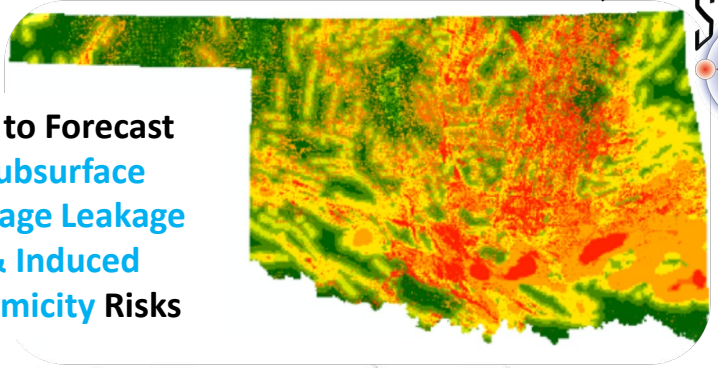 to Forecast
ubsurface
age Leakage
Induced
micity Risks